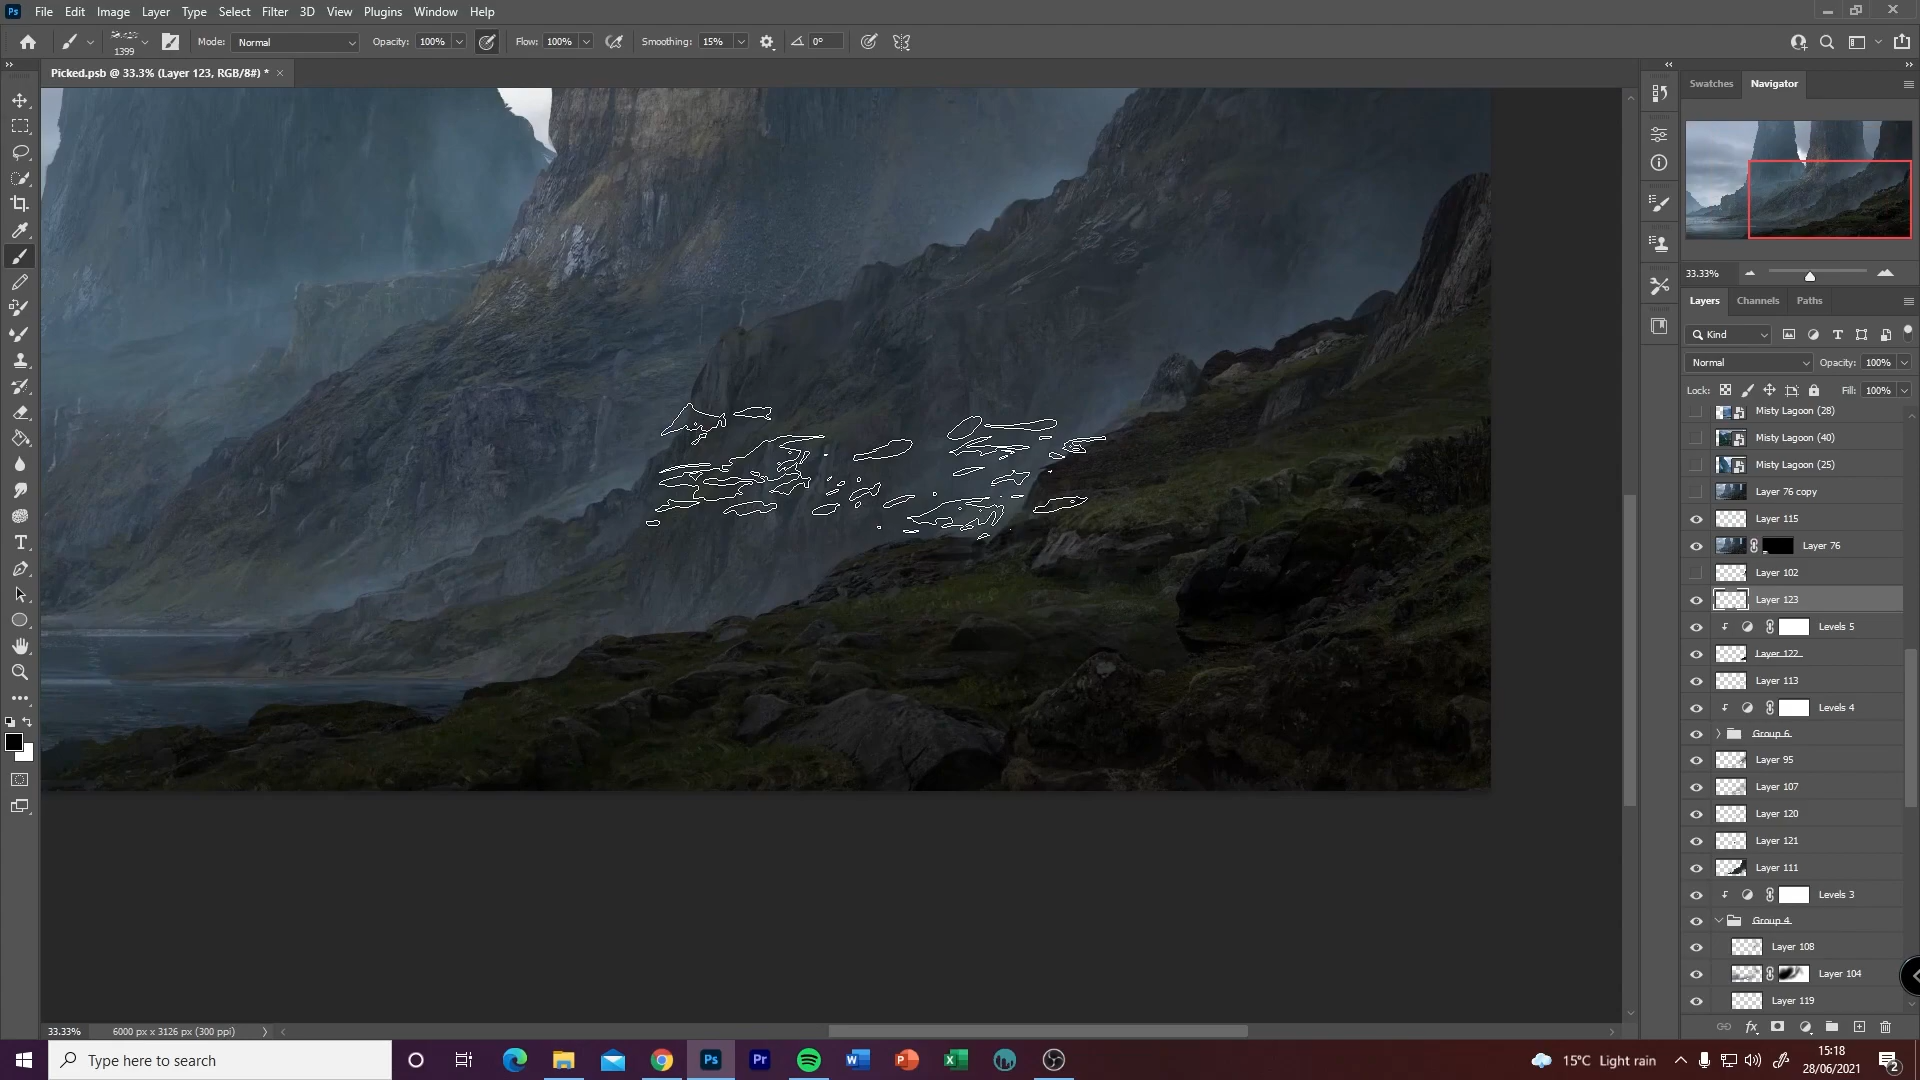 Ps File Edit Image Layer Type Select Filter 3D View Plugins Window Help
1399 Mode: Normal Opacity: 100% Flow: 100% Smoothing: 15% 0°
Picked.psb @ 33.3% (Layer 123, RGB/8#) * ×
Swatches Navigator
33.33%
Layers Channels Paths
Kind
Normal Opacity: 100%
Lock: Fill: 100%
Misty Lagoon (28)
Misty Lagoon (40)
Misty Lagoon (25)
Layer 76 copy
Layer 115
Layer 76
Layer 102
Layer 123
Levels 5
Layer 122
Layer 113
Levels 4
Group 6
Layer 95
Layer 107
Layer 120
Layer 121
Layer 111
Levels 3
Group 4
Layer 108
Layer 104
Layer 119
33.33% 6000 px x 3126 px (300 ppi)
Type here to search
Ps Pr
15°C Light rain
15:18
28/06/2021
2